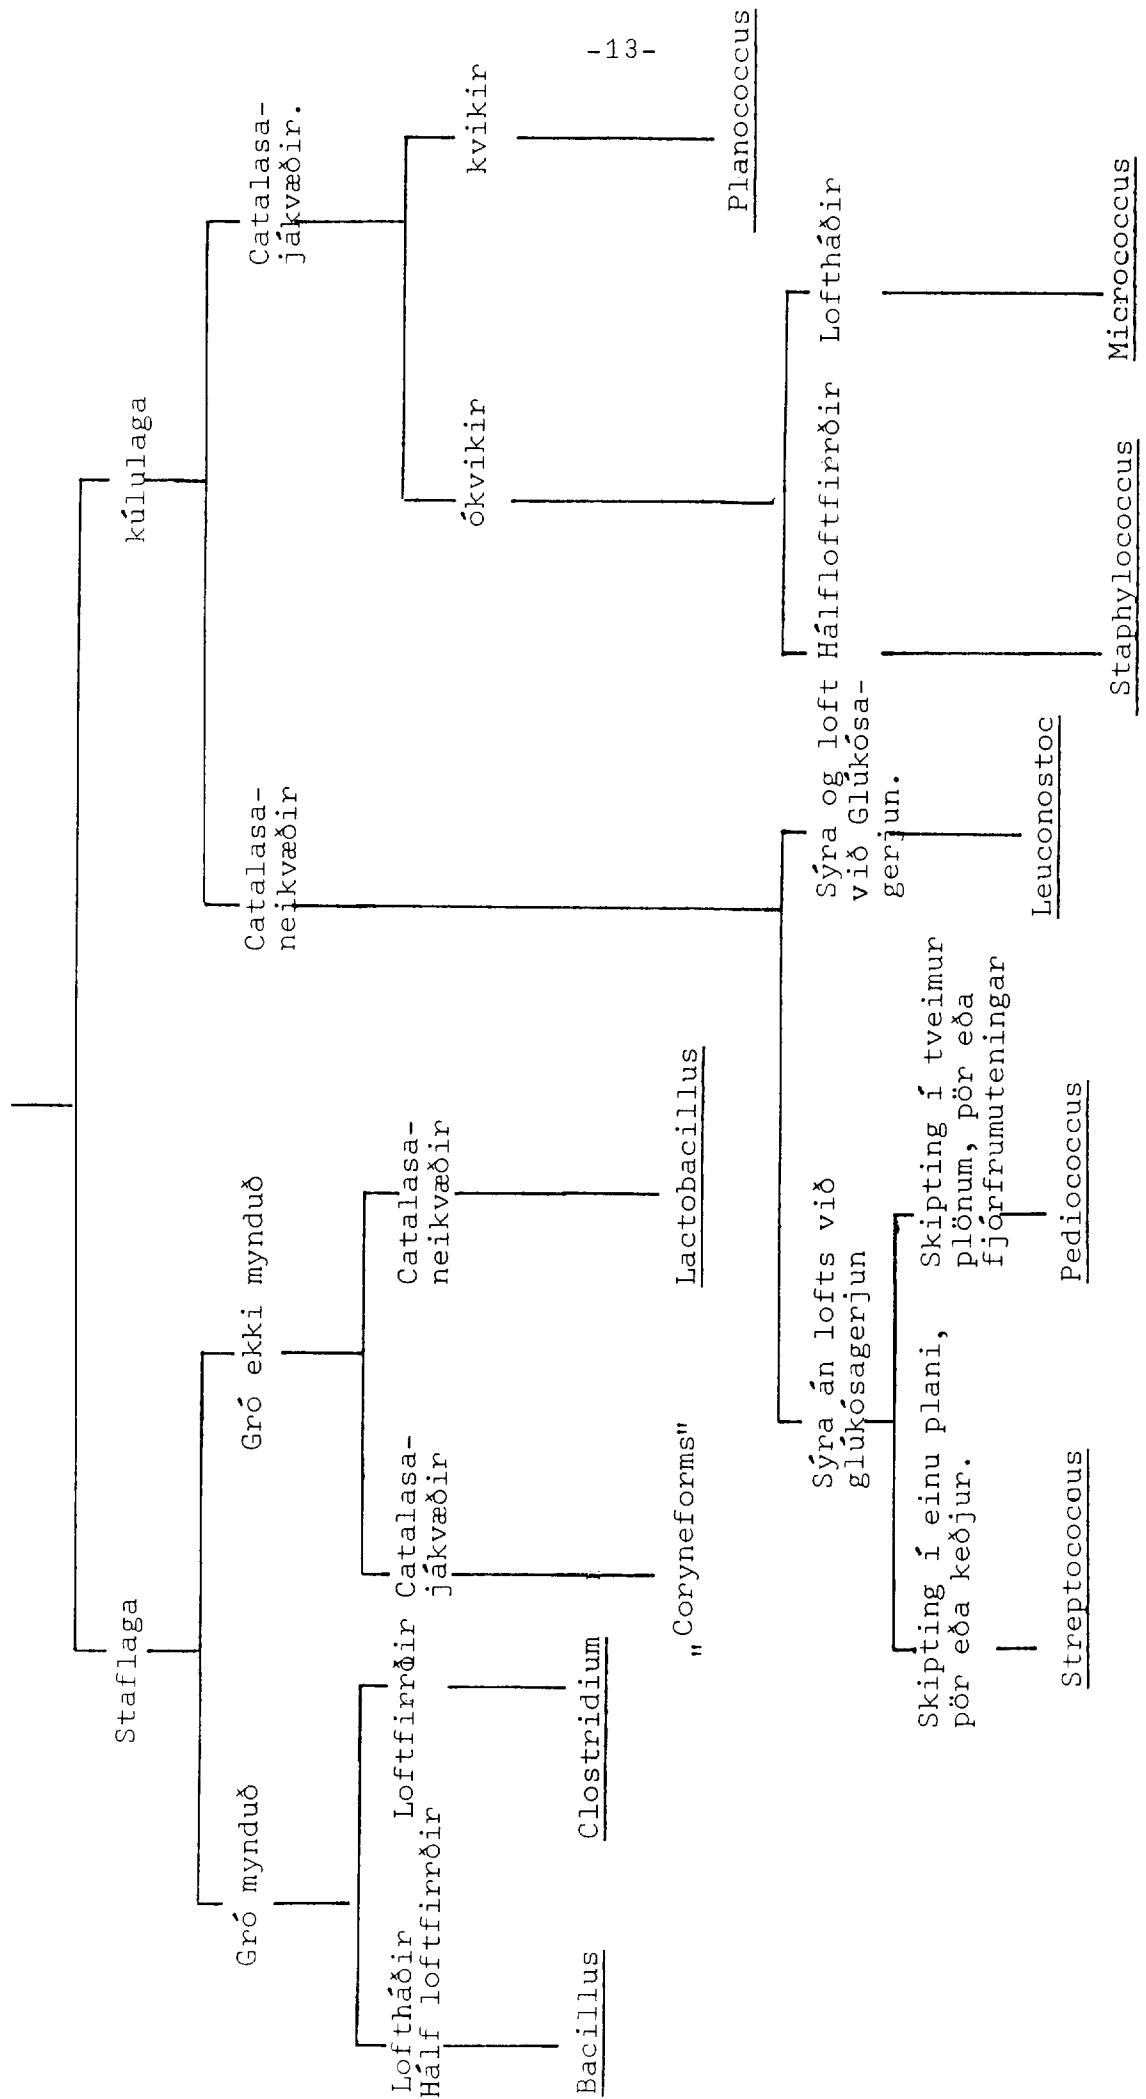 -13-
Staflaga
kúlulaga
Gró mynduð
Gró ekki mynduð
Catalasa-
neikvæðir
Catalasa-
jákvæðir.
Loftháðir
Hálf loftfirrðir
Loftfirrðir
Catalasa-
jákvæðir
Catalasa-
neikvæðir
ókvikir
kvikir
Bacillus
Clostridium
„Coryneforms"
Lactobacillus
Planococcus
Sýra án lofts við
glúkósagerjun
Sýra og loft
við Glúkósa-
gerjun.
Hálfloftfirrðir
Loftháðir
Skipting í einu plani,
pör eða keðjur.
Skipting í tveimur
plönum, pör eða
fjórfrumuteningar
Streptococcus
Pediococcus
Leuconostoc
Staphylococcus
Micrococcus